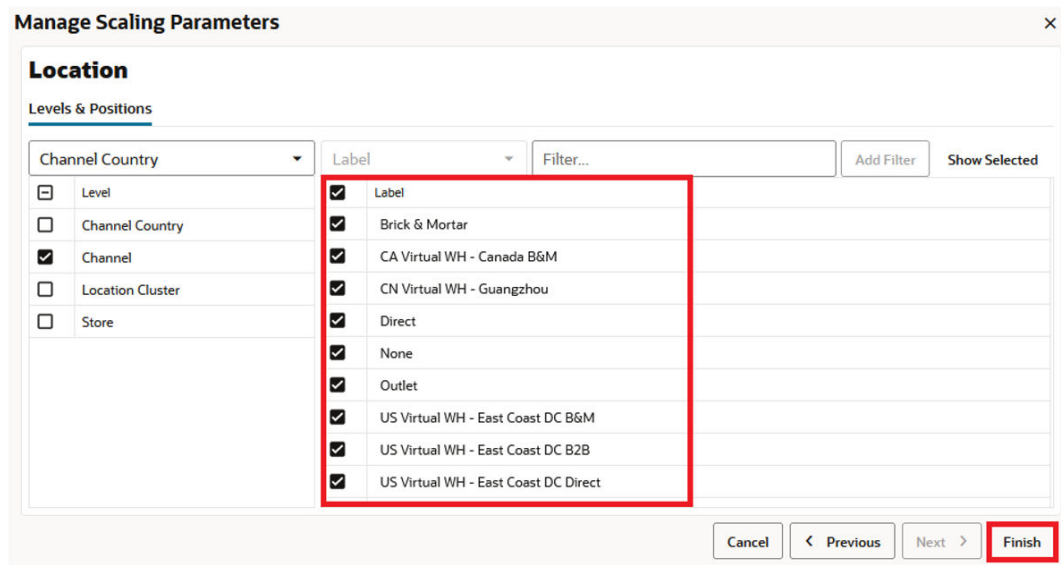 Manage Scaling Parameters
Location
Levels & Positions
Channel Country Label Filter... Add Filter Show Selected
Level Label
Channel Country Brick & Mortar
Channel CA Virtual WH - Canada B&M
Location Cluster CN Virtual WH - Guangzhou
Store Direct
None
Outlet
US Virtual WH - East Coast DC B&M
US Virtual WH - East Coast DC B2B
US Virtual WH - East Coast DC Direct
Cancel Previous Next Finish